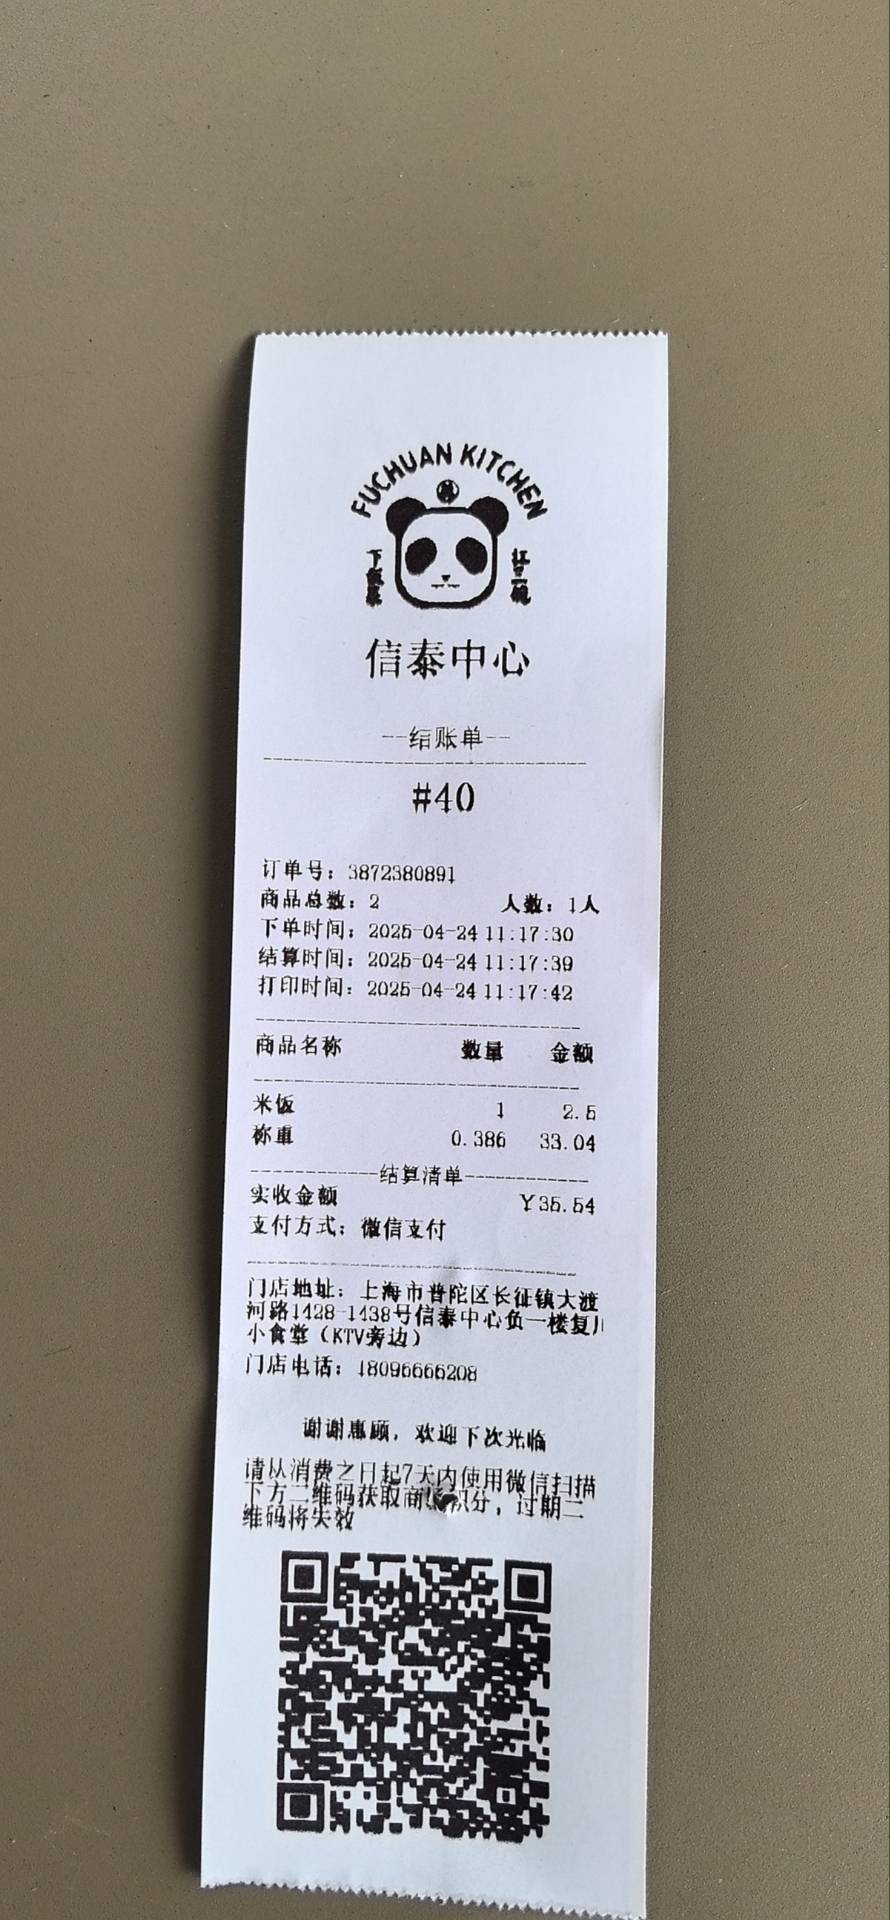 FUCHUAN KITCHEN
下饭菜
扛三碗
信泰中心
--结账单--
#40
订单号：3872380891
商品总数：2 人数：1人
下单时间：2025-04-24 11:17:30
结算时间：2025-04-24 11:17:39
打印时间：2025-04-24 11:17:42
商品名称 数量 金额
米饭 1 2.5
称重 0.386 33.04
结算清单
实收金额 ￥35.54
支付方式：微信支付
门店地址：上海市普陀区长征镇大渡
河路1428-1438号信泰中心负一楼复川
小食堂（KTV旁边）
门店电话：18096666208
谢谢惠顾，欢迎下次光临
请从消费之日起7天内使用微信扫描
下方二维码获取商场积分，过期二
维码将失效